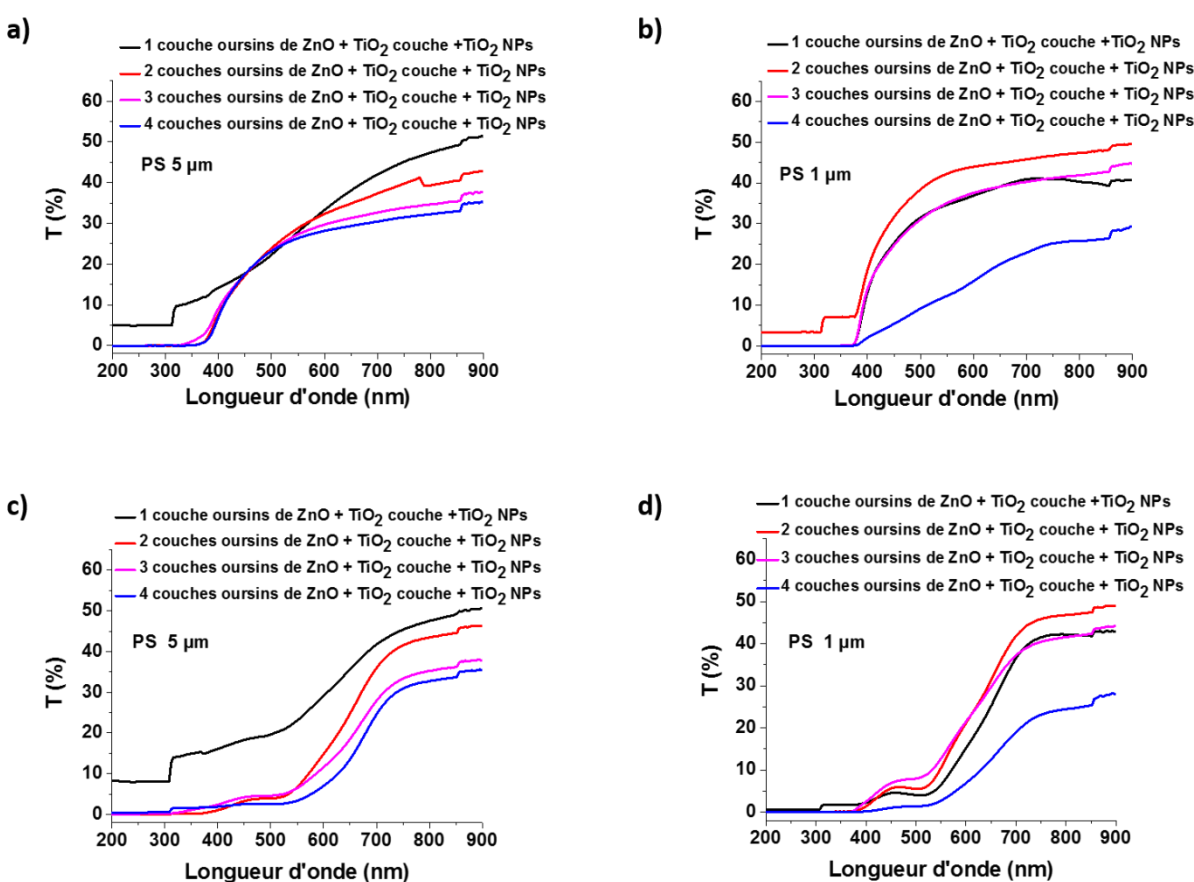 a)
1 couche oursins de ZnO + TiO2 couche +TiO2 NPs
2 couches oursins de ZnO + TiO2 couche + TiO2 NPs
3 couches oursins de ZnO + TiO2 couche + TiO2 NPs
4 couches oursins de ZnO + TiO2 couche + TiO2 NPs
PS 5 µm
T (%)
60
50
40
30
20
10
0
200 300 400 500 600 700 800 900
Longueur d'onde (nm)
b)
1 couche oursins de ZnO + TiO2 couche +TiO2 NPs
2 couches oursins de ZnO + TiO2 couche + TiO2 NPs
3 couches oursins de ZnO + TiO2 couche + TiO2 NPs
4 couches oursins de ZnO + TiO2 couche + TiO2 NPs
PS 1 µm
T (%)
60
50
40
30
20
10
0
200 300 400 500 600 700 800 900
Longueur d'onde (nm)
c)
1 couche oursins de ZnO + TiO2 couche +TiO2 NPs
2 couches oursins de ZnO + TiO2 couche + TiO2 NPs
3 couches oursins de ZnO + TiO2 couche + TiO2 NPs
4 couches oursins de ZnO + TiO2 couche + TiO2 NPs
PS 5 µm
T (%)
60
50
40
30
20
10
0
200 300 400 500 600 700 800 900
Longueur d'onde (nm)
d)
1 couche oursins de ZnO + TiO2 couche +TiO2 NPs
2 couches oursins de ZnO + TiO2 couche + TiO2 NPs
3 couches oursins de ZnO + TiO2 couche + TiO2 NPs
4 couches oursins de ZnO + TiO2 couche + TiO2 NPs
PS 1 µm
T (%)
60
50
40
30
20
10
0
200 300 400 500 600 700 800 900
Longueur d'onde (nm)